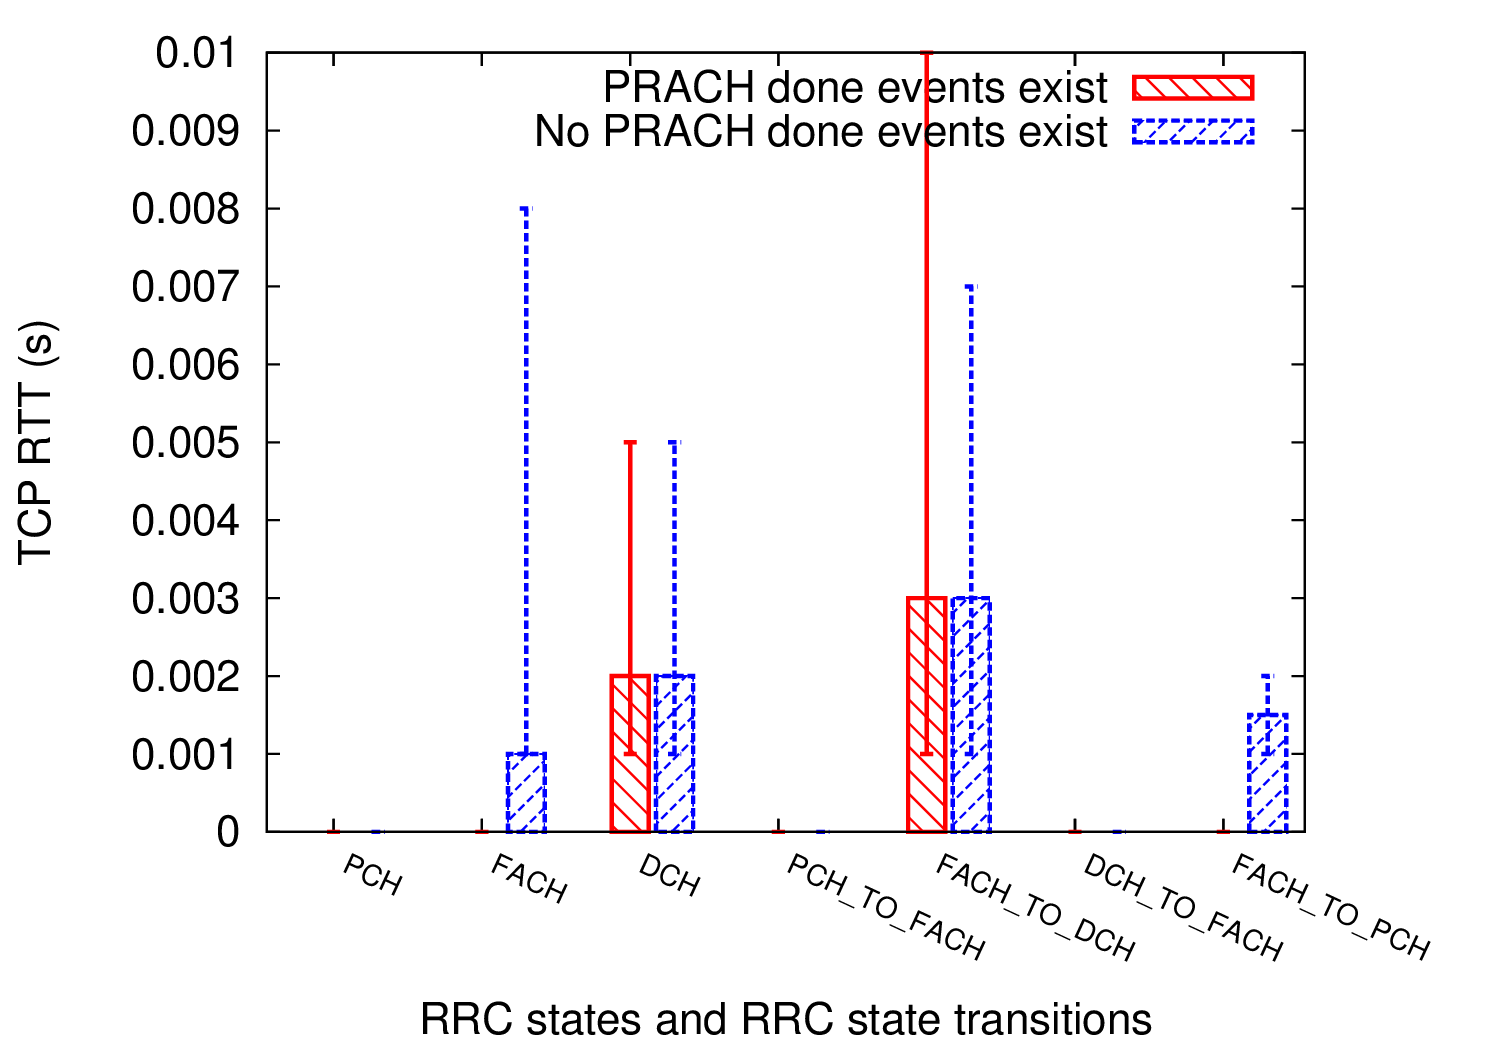 0.01
0.009
0.008
0.007
0.006
0.005
0.004
0.003
0.002
0.001
0
TCP RTT (s)
PRACH done events exist
No PRACH done events exist
PCH
FACH
DCH
PCH_TO_FACH
FACH_TO_DCH
DCH_TO_FACH
FACH_TO_PCH
RRC states and RRC state transitions